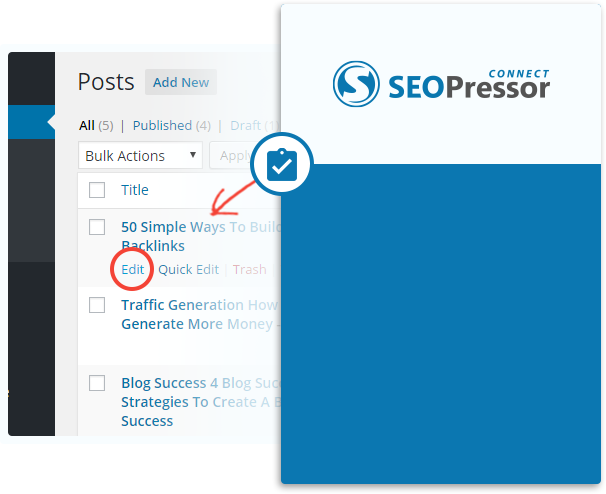 Posts Add New
All (5) | Published (4) | Draft (1)
Bulk Actions Apply
Title
50 Simple Ways To Build
Backlinks
Edit Quick Edit | Trash
Traffic Generation How
Generate More Money -
Blog Success 4 Blog Succ
Strategies To Create A B
Success
CONNECT
SEOPressor